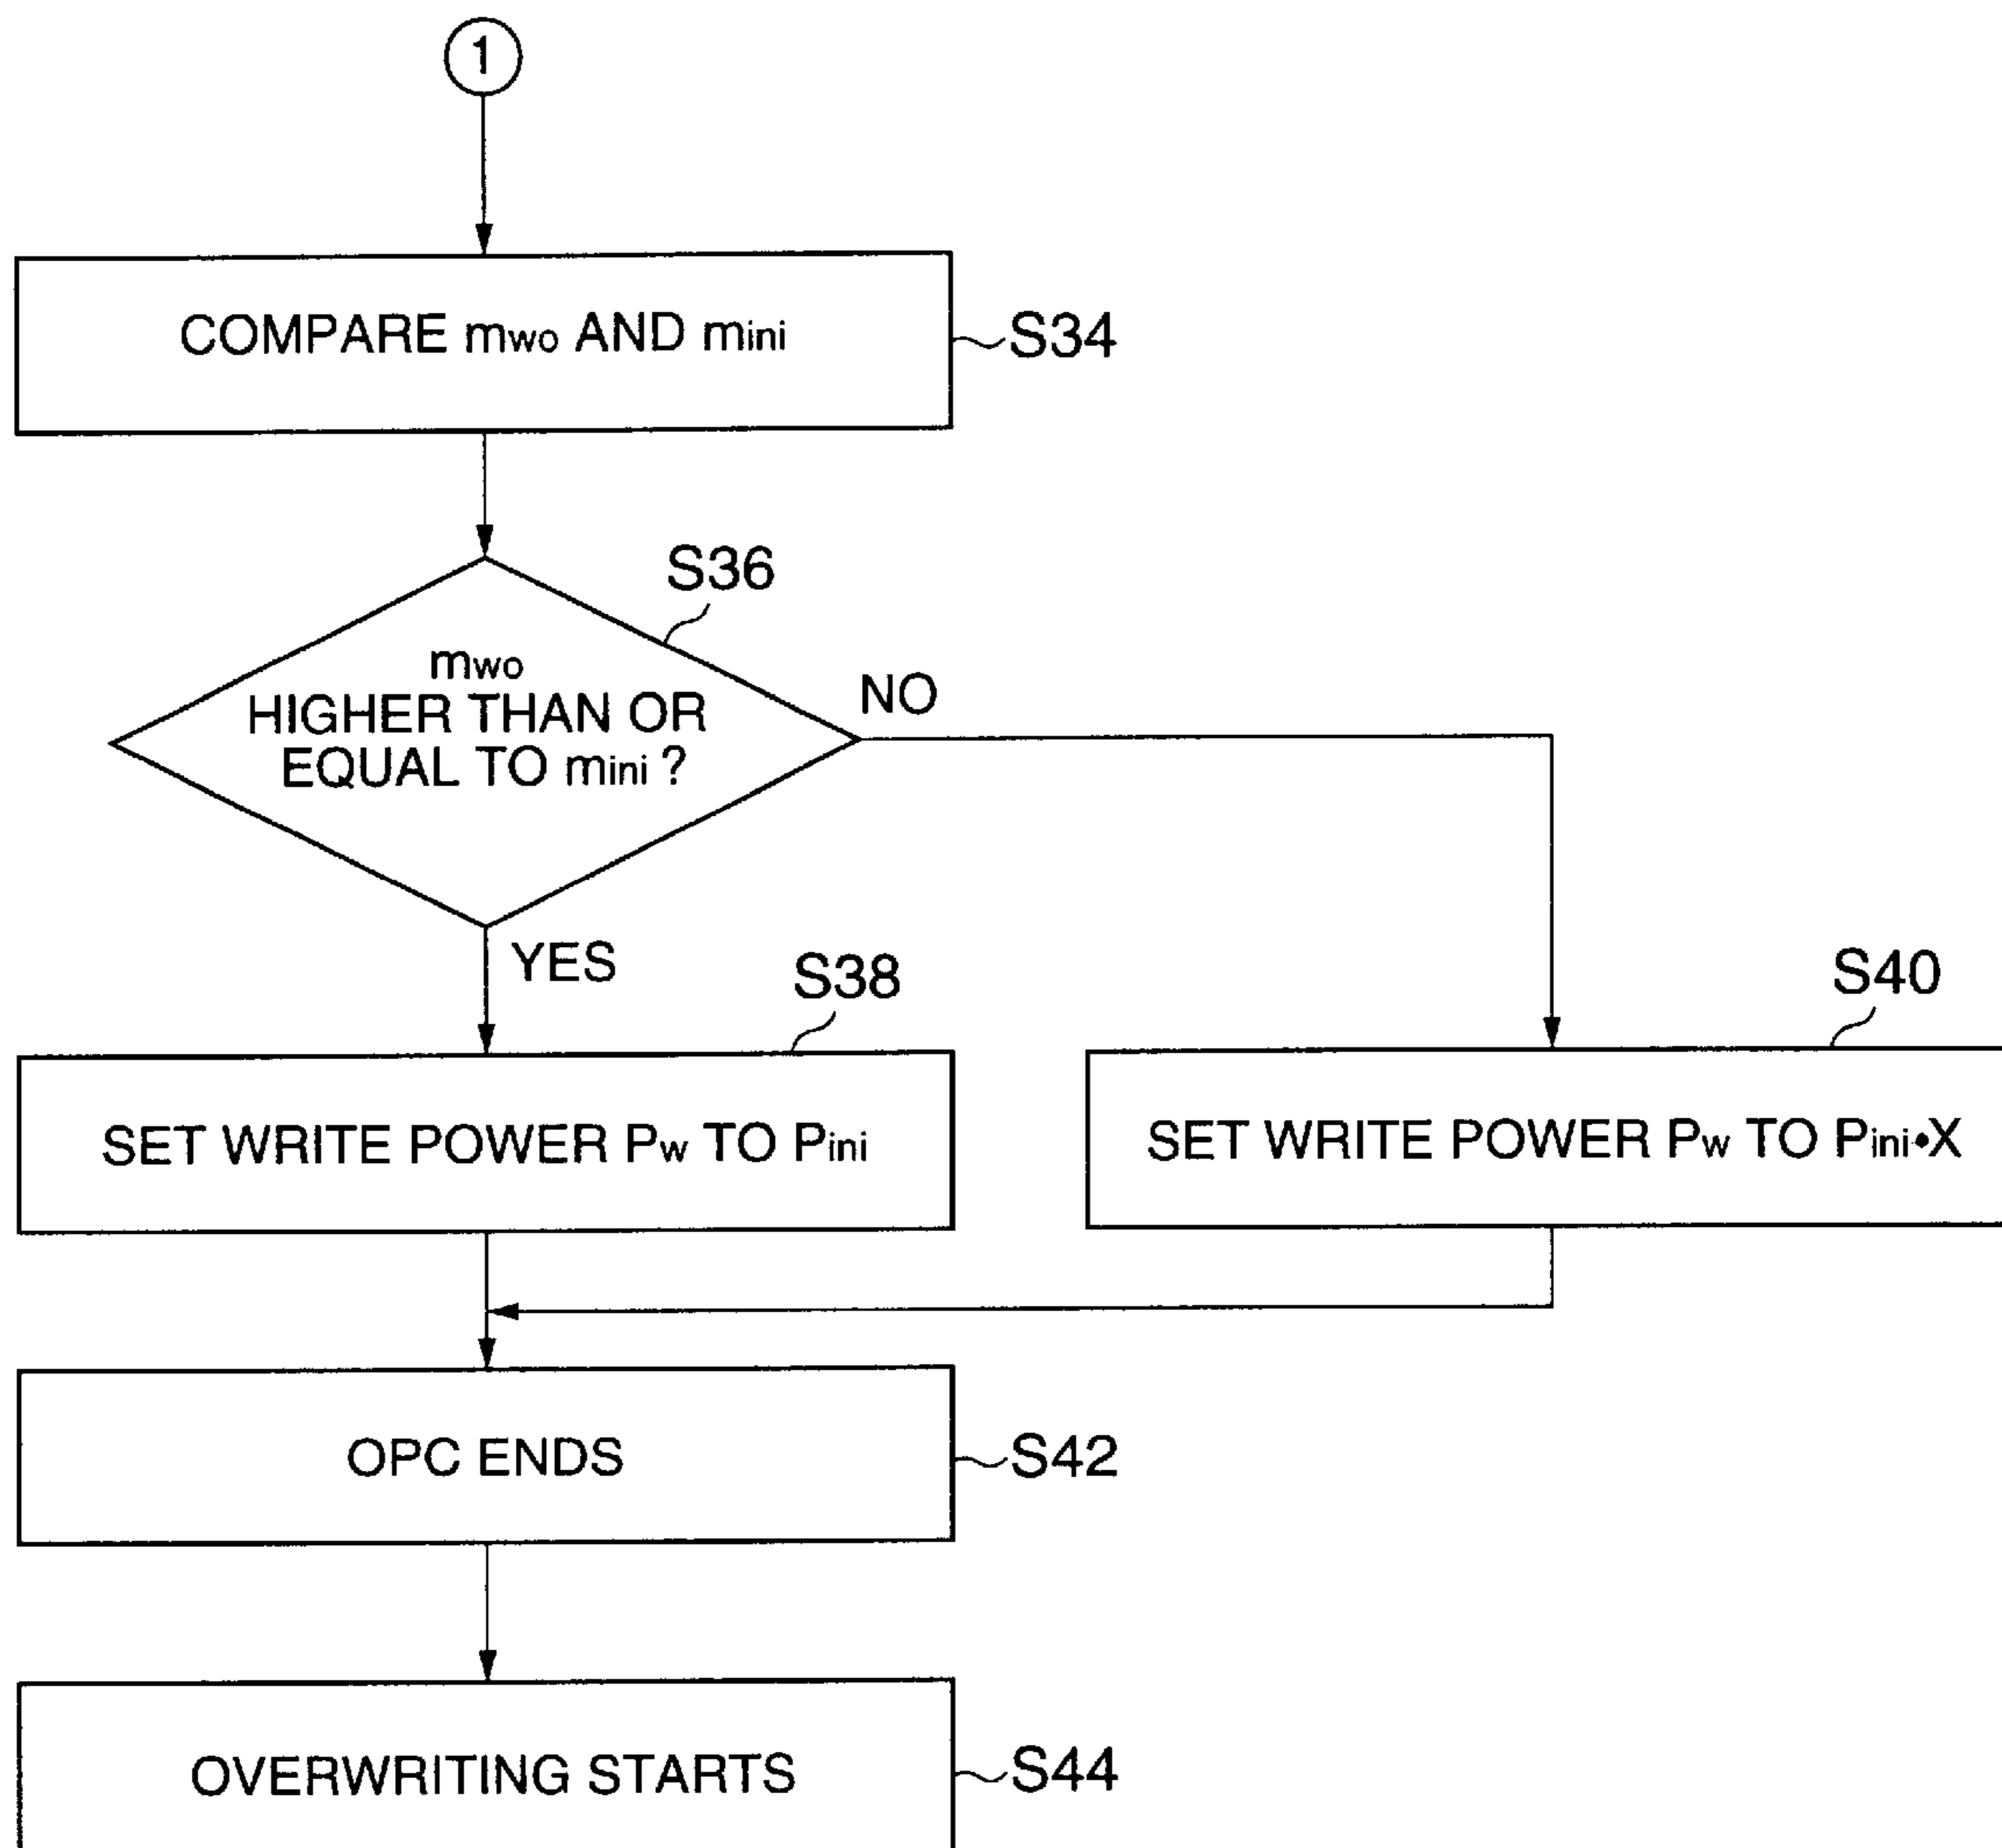 1
COMPARE mwo AND mini
S34
S36
mwo
HIGHER THAN OR
EQUAL TO mini ?
NO
YES
S38
S40
SET WRITE POWER Pw TO Pini
SET WRITE POWER Pw TO Pini•X
OPC ENDS
S42
OVERWRITING STARTS
S44